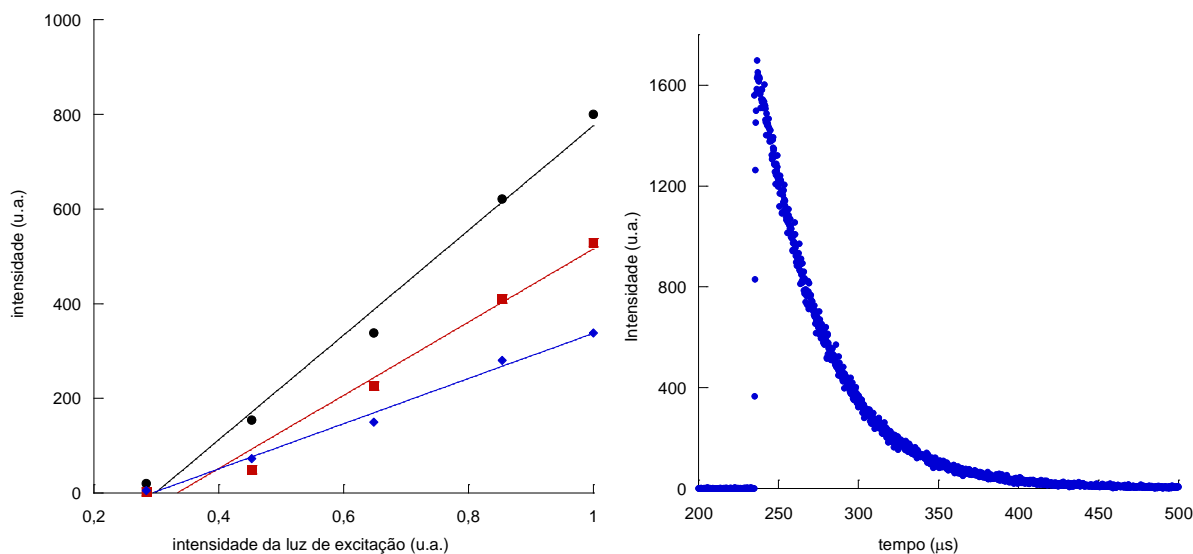 1000
800
600
400
200
0
0,2 0,4 0,6 0,8 1
intensidade (u.a.)
intensidade da luz de excitação (u.a.)
1600
1200
800
400
0
200 250 300 350 400 450 500
Intensidade (u.a.)
tempo (μs)